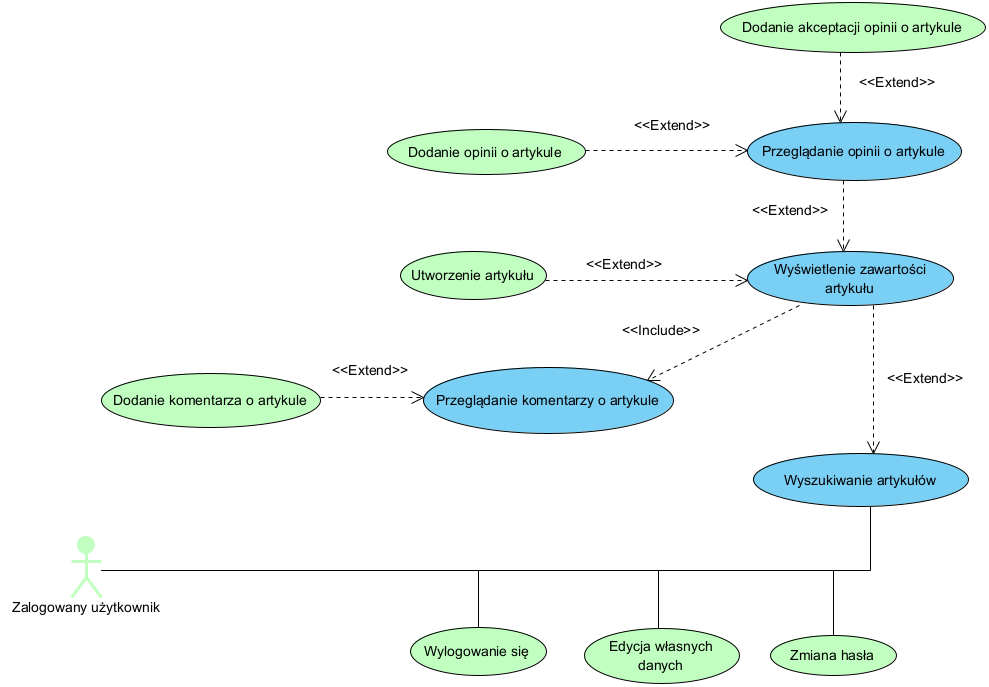 Dodanie akceptacji opinii o artykule
<<Extend>>
<<Extend>>
Dodanie opinii o artykule
Przeglądanie opinii o artykule
<<Extend>>
<<Extend>>
Utworzenie artykułu
Wyświetlenie zawartości
artykułu
<<Include>>
<<Extend>>
<<Extend>>
Dodanie komentarza o artykule
Przeglądanie komentarzy o artykule
Wyszukiwanie artykułów
Zalogowany użytkownik
Wylogowanie się
Edycja własnych
danych
Zmiana hasła